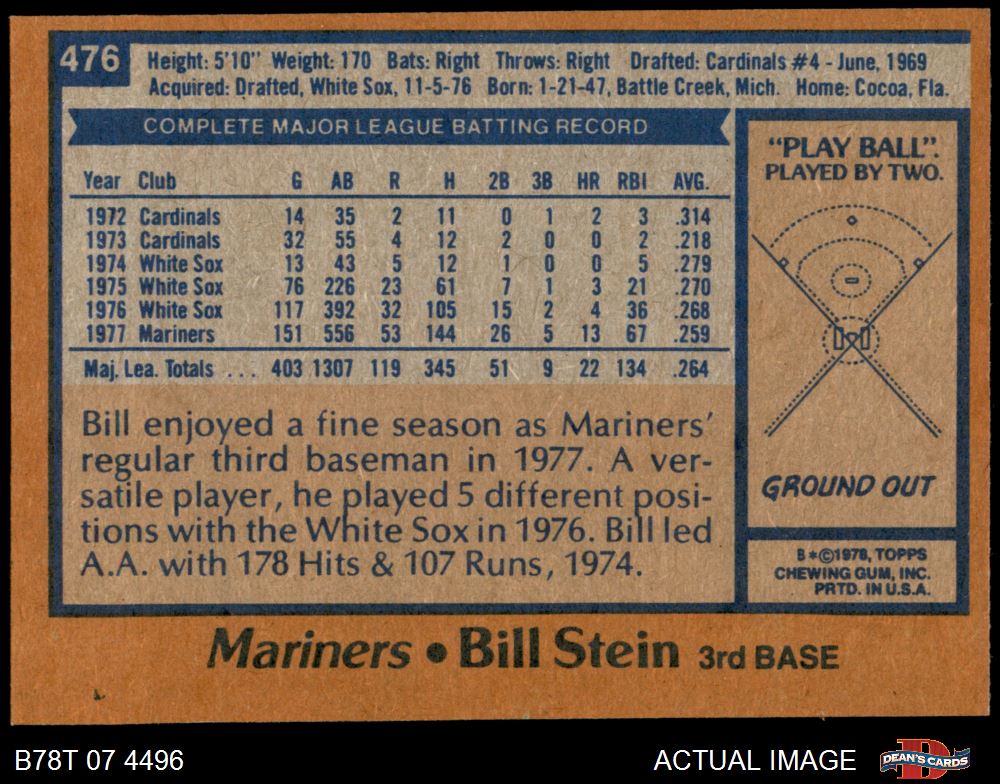 476
Height: 5'10" Weight: 170 Bats: Right Throws: Right Drafted: Cardinals #4 - June, 1969
Acquired: Drafted, White Sox, 11-5-76 Born: 1-21-47, Battle Creek, Mich. Home: Cocoa, Fla.
COMPLETE MAJOR LEAGUE BATTING RECORD
Year Club G AB R H 2B 3B HR RBI AVG.
1972 Cardinals 14 35 2 11 0 1 2 3 .314
1973 Cardinals 32 55 4 12 2 0 0 2 .218
1974 White Sox 13 43 5 12 1 0 0 5 .279
1975 White Sox 76 226 23 61 7 1 3 21 .270
1976 White Sox 117 392 32 105 15 2 4 36 .268
1977 Mariners 151 556 53 144 26 5 13 67 .259
Maj. Lea. Totals ... 403 1307 119 345 51 9 22 134 .264
Bill enjoyed a fine season as Mariners'
regular third baseman in 1977. A ver-
satile player, he played 5 different posi-
tions with the White Sox in 1976. Bill led
A.A. with 178 Hits & 107 Runs, 1974.
"PLAY BALL".
PLAYED BY TWO.
GROUND OUT
B*©1978, TOPPS
CHEWING GUM, INC.
PRTD. IN U.S.A.
Mariners • Bill Stein 3rd BASE
B78T 07 4496
ACTUAL IMAGE
D
DEAN'S CARDS